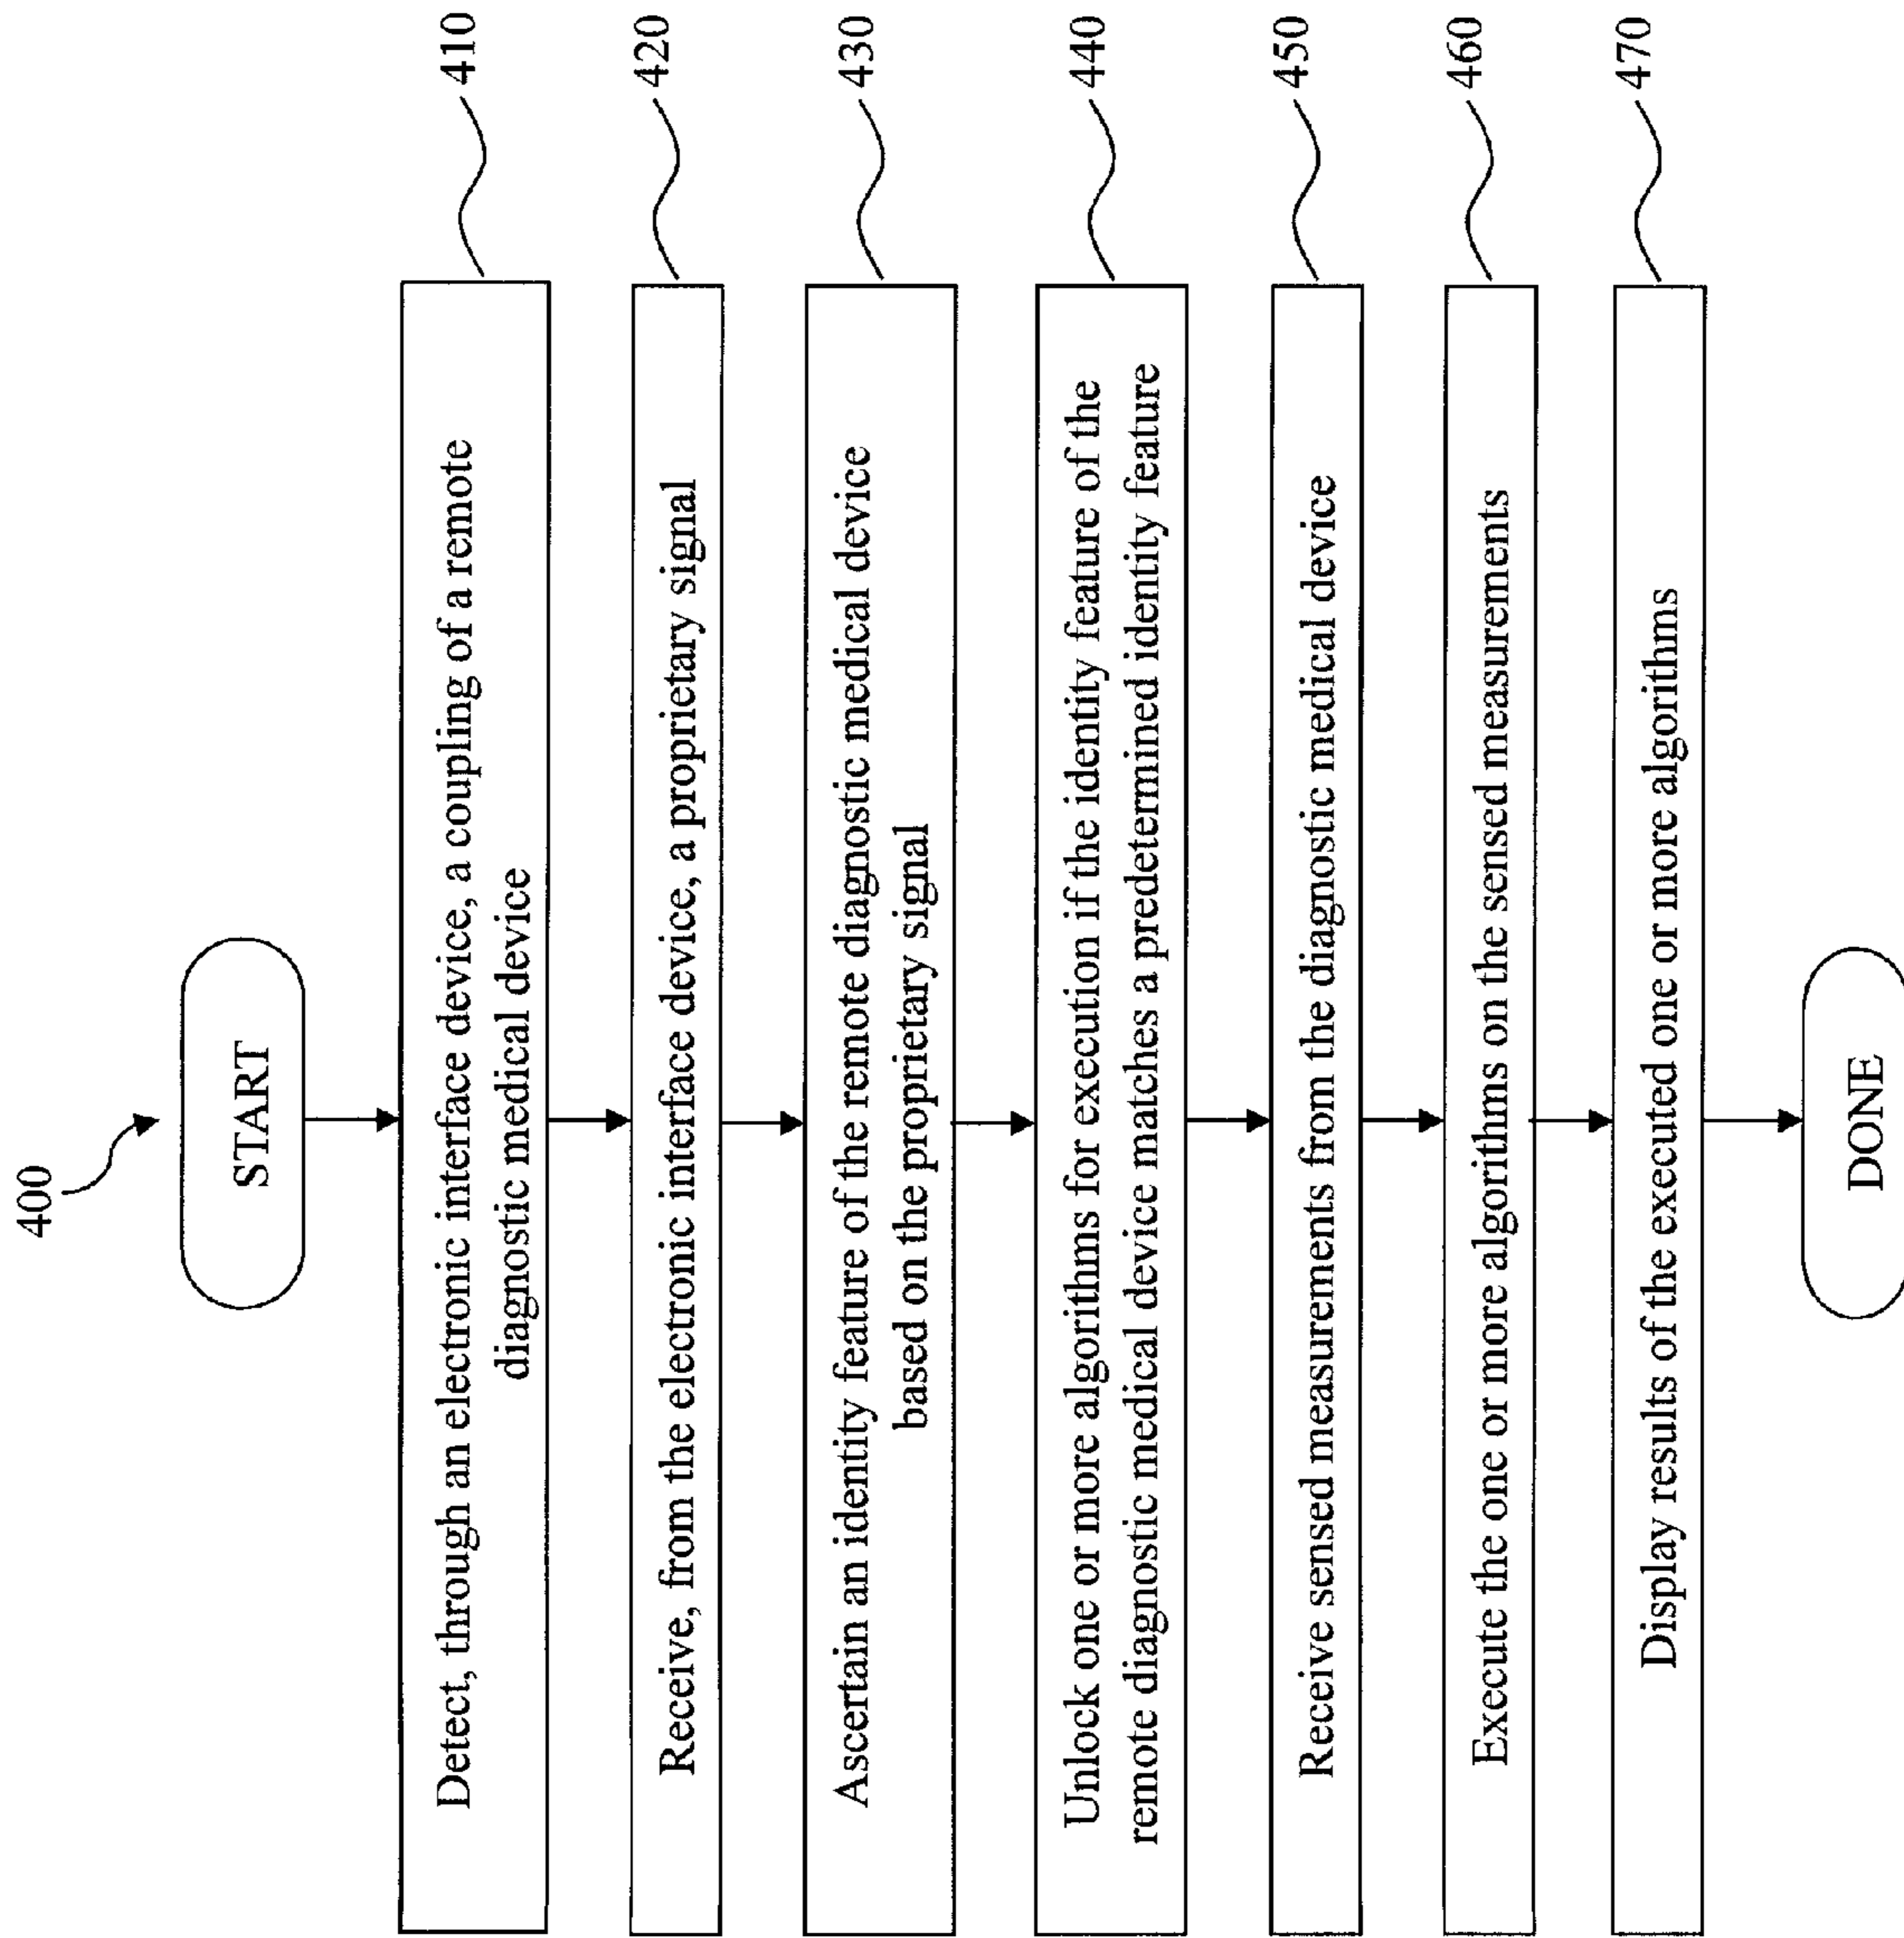 400
START
Detect, through an electronic interface device, a coupling of a remote
diagnostic medical device
410
Receive, from the electronic interface device, a proprietary signal
420
Ascertain an identity feature of the remote diagnostic medical device
based on the proprietary signal
430
Unlock one or more algorithms for execution if the identity feature of the
remote diagnostic medical device matches a predetermined identity feature
440
Receive sensed measurements from the diagnostic medical device
450
Execute the one or more algorithms on the sensed measurements
460
Display results of the executed one or more algorithms
470
DONE